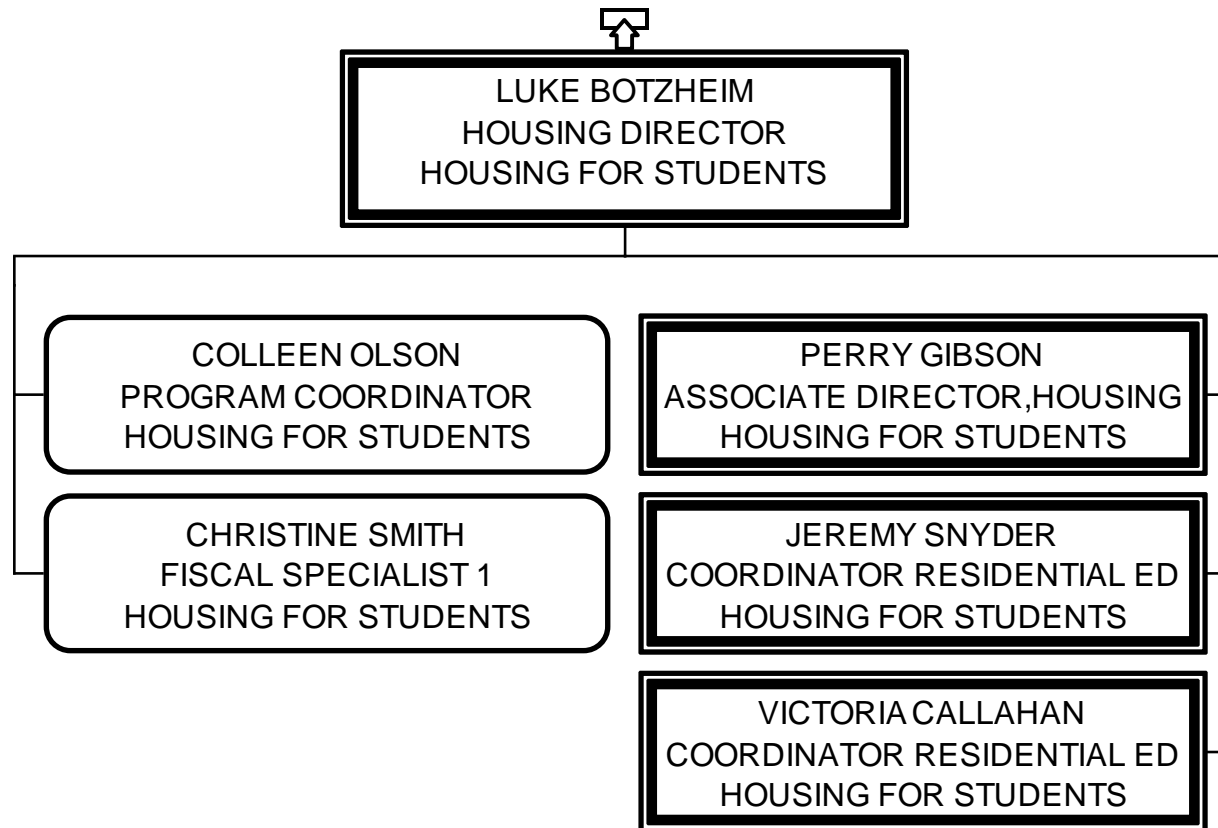 LUKE BOTZHEIM
HOUSING DIRECTOR
HOUSING FOR STUDENTS
COLLEEN OLSON
PROGRAM COORDINATOR
HOUSING FOR STUDENTS
CHRISTINE SMITH
FISCAL SPECIALIST 1
HOUSING FOR STUDENTS
PERRY GIBSON
ASSOCIATE DIRECTOR,HOUSING
HOUSING FOR STUDENTS
JEREMY SNYDER
COORDINATOR RESIDENTIAL ED
HOUSING FOR STUDENTS
VICTORIA CALLAHAN
COORDINATOR RESIDENTIAL ED
HOUSING FOR STUDENTS